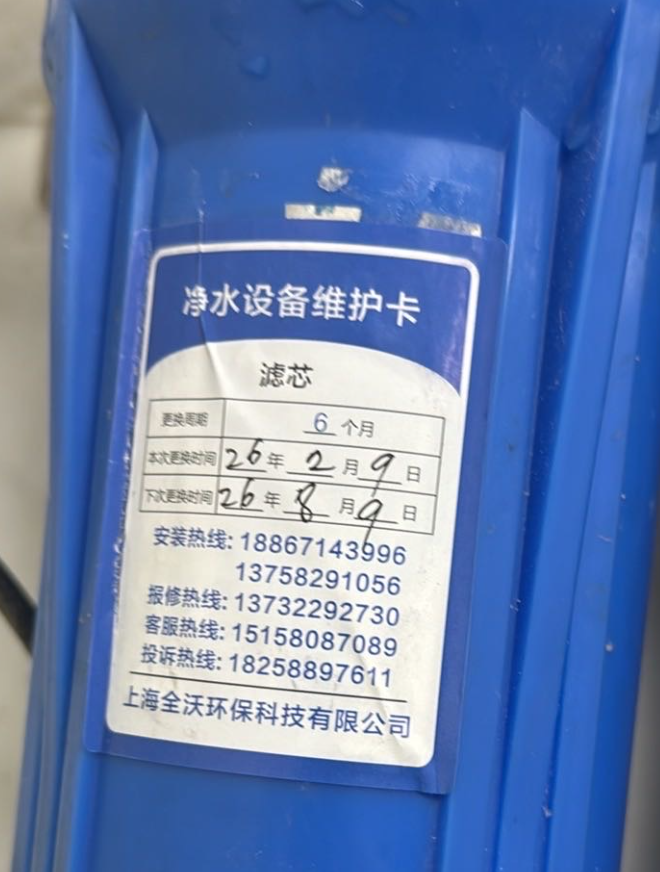 净水设备维护卡
滤芯
更换周期 6 个月
本次更换时间 26 年 2 月 9 日
下次更换时间 26 年 8 月 9 日
安装热线: 18867143996
13758291056
报修热线: 13732292730
客服热线: 15158087089
投诉热线: 18258897611
上海全沃环保科技有限公司